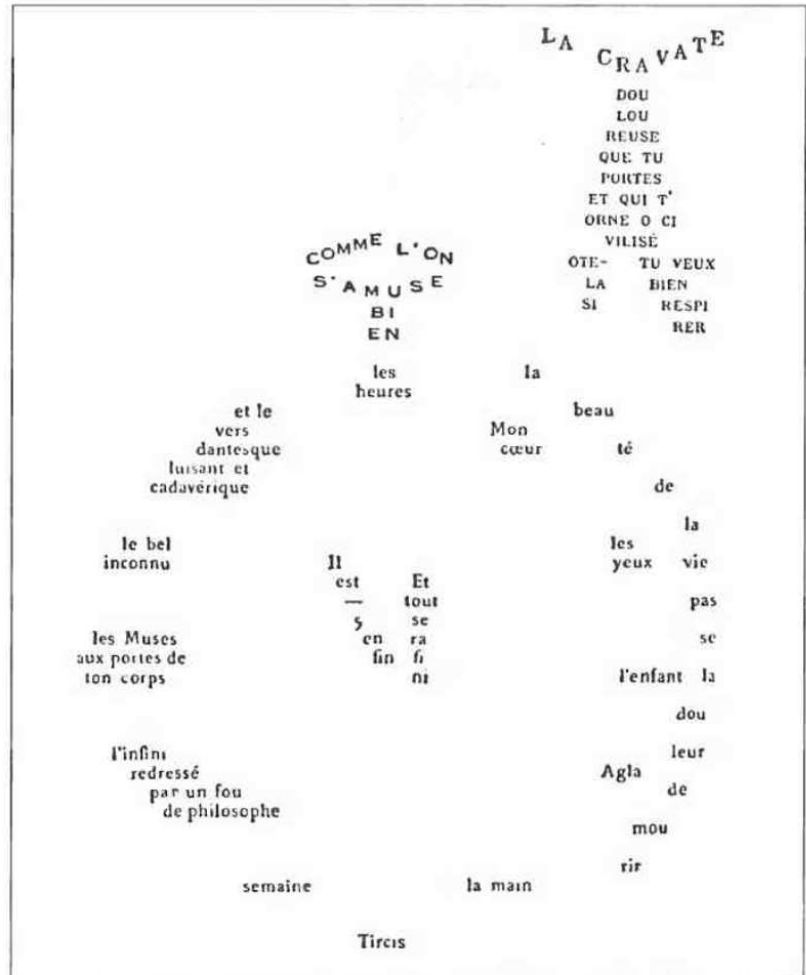 LA CRAVATE
DOU
LOU
REUSE
QUE TU
PORTES
ET QUI T'
ORNE O CI
VILISÉ
OTE- TU VEUX
LA BIEN
SI RESPI
RER
COMME L'ON
S'AMUSE
BI
EN
les
heures
la
beau
té
de
la
vie
pas
se
la
dou
leur
de
mou
rir
Mon
cœur
les
yeux
l'enfant
Agla
la main
Tircis
semaine
l'infini
redressé
par un fou
de philosophe
les Muses
aux portes de
ton corps
le bel
inconnu
et le
vers
dantesque
luisant et
cadavérique
Il
est
—
5
en
fin
Et
tout
se
ra
fi
ni